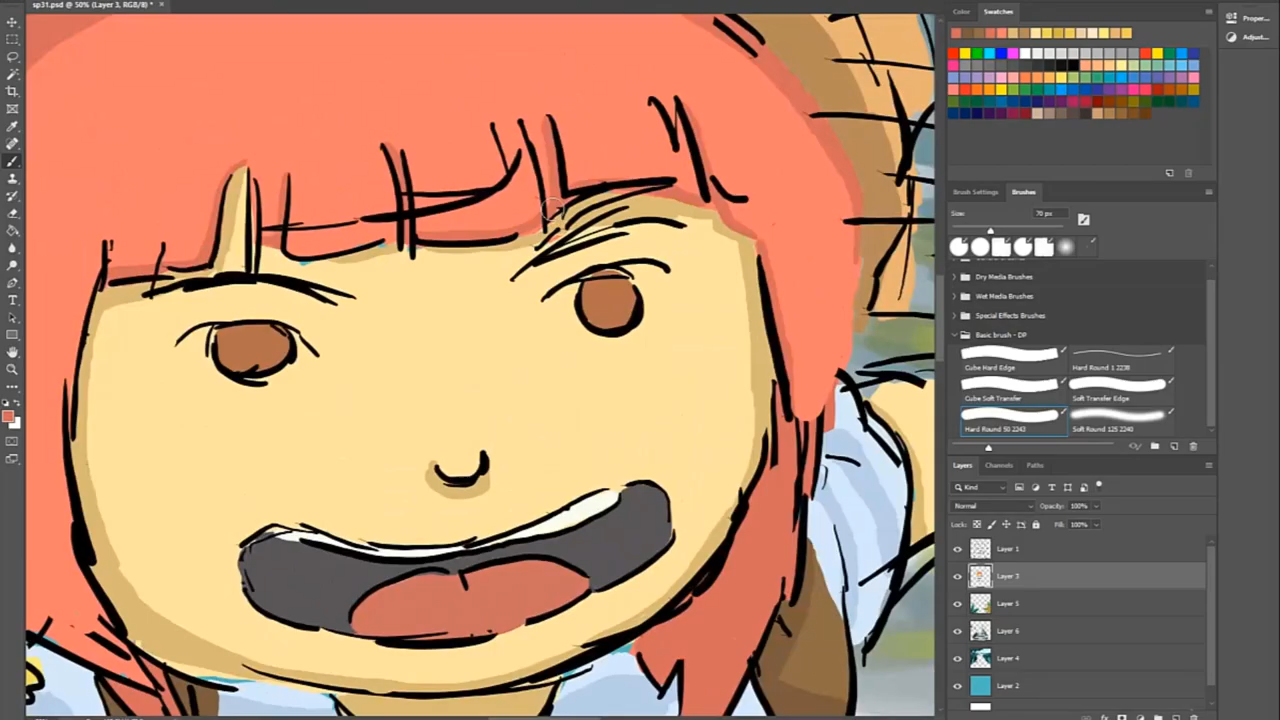 sp31.psd @ 50% (Layer 3, RGB/8) *
Color
Swatches
Proper...
Adjust...
Brush Settings
Brushes
Size:
70 px
Dry Media Brushes
Wet Media Brushes
Special Effects Brushes
Basic brush - DP
Cube Hard Edge
Hard Round 1 2238
Cube Soft Transfer
Soft Transfer Edge
Hard Round 50 2243
Soft Round 125 2240
Layers
Channels
Paths
Kind
Normal
Opacity: 100%
Lock:
Fill: 100%
Layer 1
Layer 3
Layer 5
Layer 6
Layer 4
Layer 2